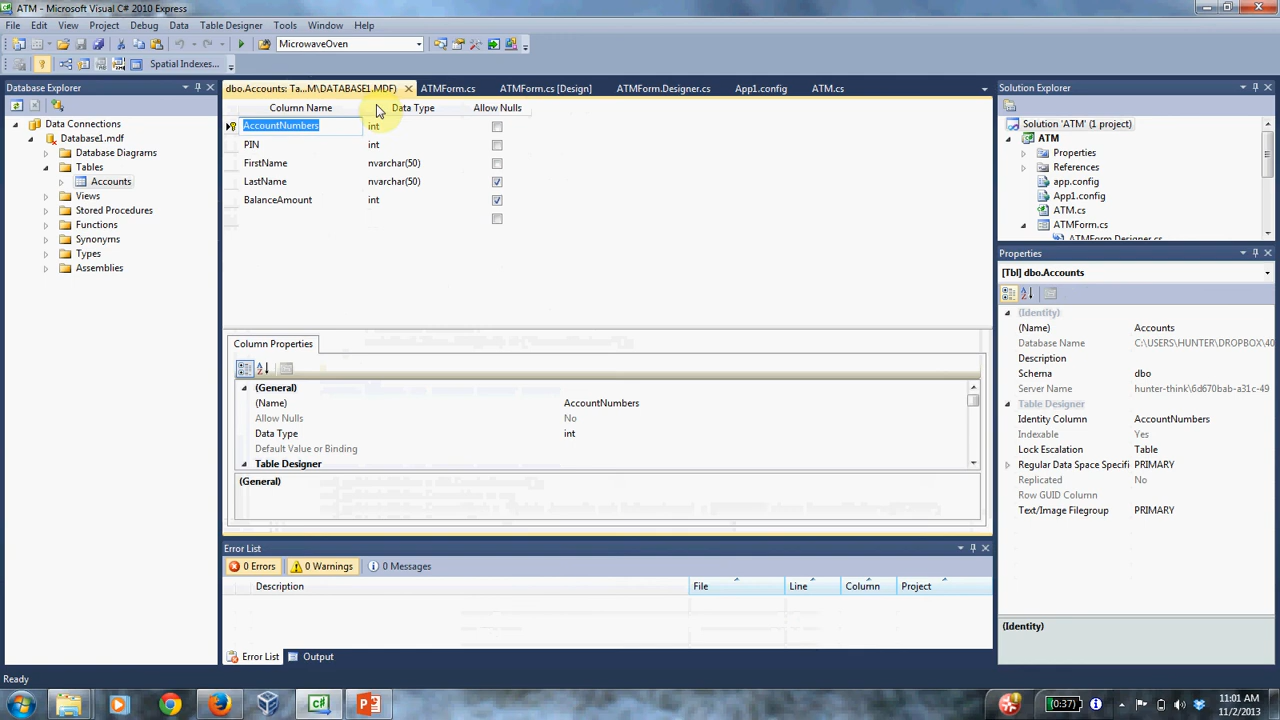 ATM - Microsoft Visual C# 2010 Express
File Edit View Project Debug Data Table Designer Tools Window Help
MicrowaveOven
Spatial Indexes...
Database Explorer
Data Connections
Database1.mdf
Database Diagrams
Tables
Accounts
Views
Stored Procedures
Functions
Synonyms
Types
Assemblies
dbo.Accounts: Ta...M\DATABASE1.MDF) ATMForm.cs ATMForm.cs [Design] ATMForm.Designer.cs App1.config ATM.cs
Column Name Data Type Allow Nulls
AccountNumbers int
PIN int
FirstName nvarchar(50)
LastName nvarchar(50)
BalanceAmount int
Column Properties
(General)
(Name) AccountNumbers
Allow Nulls No
Data Type int
Default Value or Binding
Table Designer
(General)
Error List
0 Errors 0 Warnings 0 Messages
Description File Line Column Project
Error List Output
Solution Explorer
Solution 'ATM' (1 project)
ATM
Properties
References
app.config
App1.config
ATM.cs
ATMForm.cs
ATMForm.Designer.cs
Properties
[Tbl] dbo.Accounts
(Identity)
(Name) Accounts
Database Name C:\USERS\HUNTER\DROPBOX\40
Description
Schema dbo
Server Name hunter-think\6d670bab-a31c-49
Table Designer
Identity Column AccountNumbers
Indexable Yes
Lock Escalation Table
Regular Data Space Specifi PRIMARY
Replicated No
Row GUID Column
Text/Image Filegroup PRIMARY
(Identity)
Ready
(0:37)
11:01 AM
11/2/2013